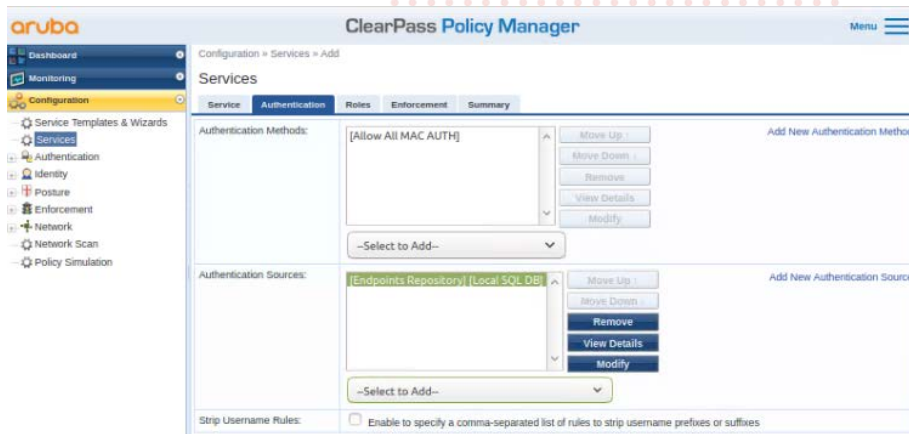 aruba
ClearPass Policy Manager
Menu
Dashboard
Monitoring
Configuration
Service Templates & Wizards
Services
Authentication
Identity
Posture
Enforcement
Network
Network Scan
Policy Simulation
Configuration » Services » Add
Services
Service Authentication Roles Enforcement Summary
Authentication Methods:
[Allow All MAC AUTH]
Move Up ↑
Move Down ↓
Remove
View Details
Modify
--Select to Add--
Add New Authentication Method
Authentication Sources:
[Endpoints Repository] [Local SQL DB]
Move Up ↑
Move Down ↓
Remove
View Details
Modify
--Select to Add--
Add New Authentication Source
Strip Username Rules:
Enable to specify a comma-separated list of rules to strip username prefixes or suffixes